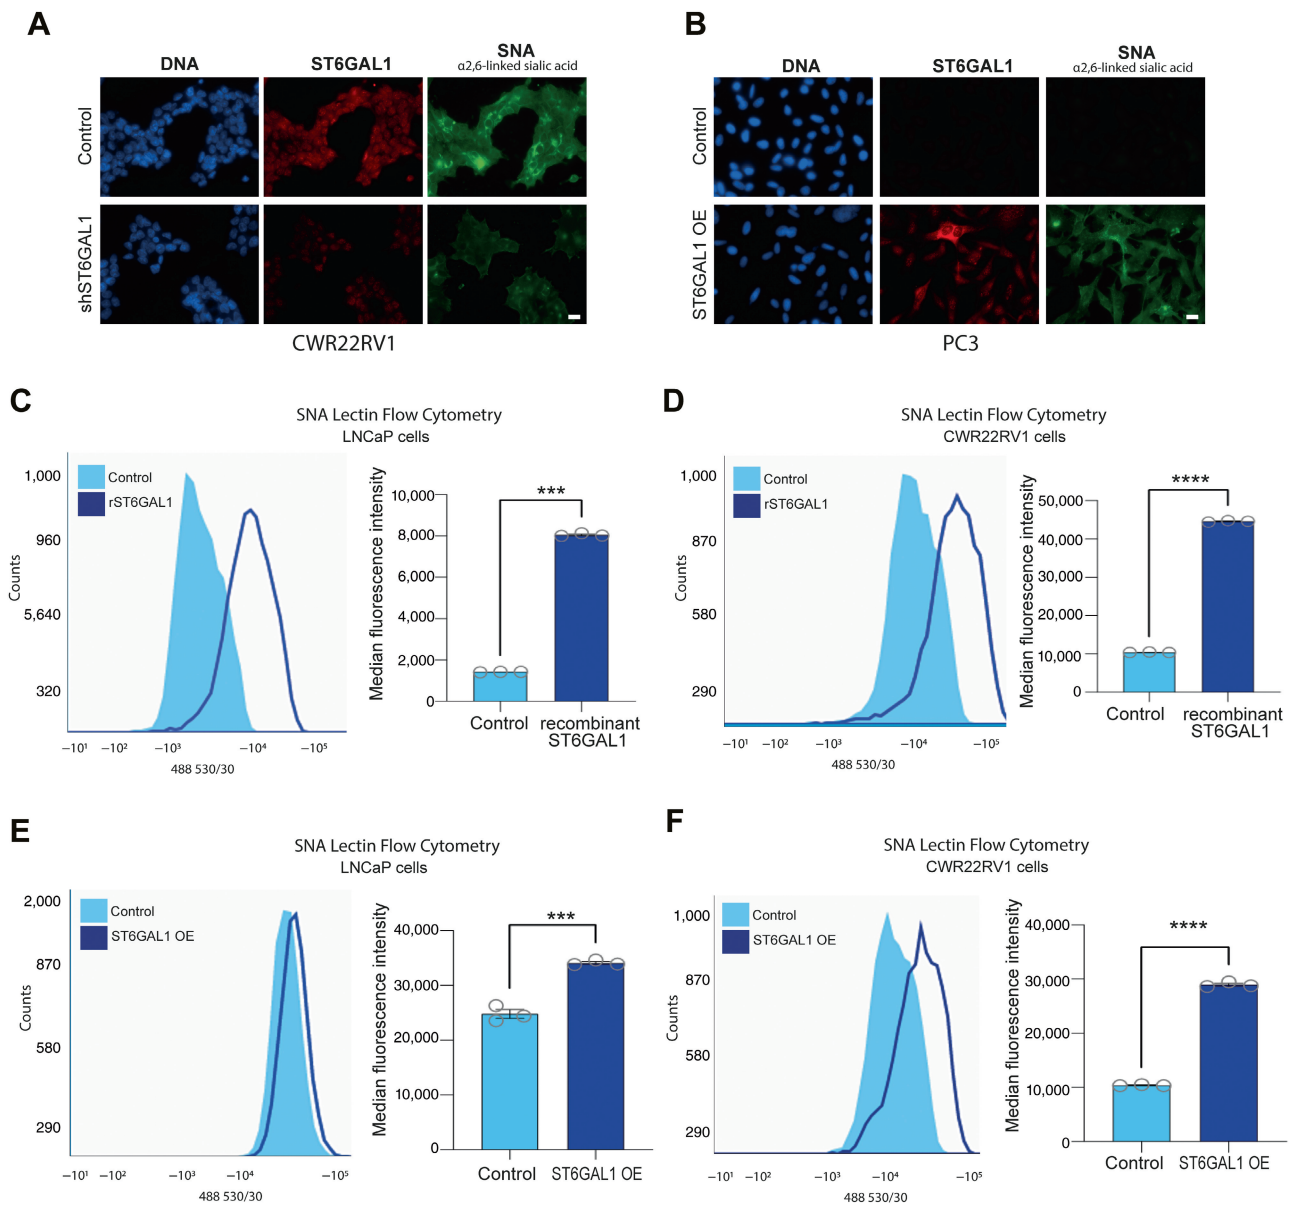 A
DNA
ST6GAL1
SNA
α2,6-linked sialic acid
Control
shST6GAL1
CWR22RV1
B
DNA
ST6GAL1
SNA
α2,6-linked sialic acid
Control
ST6GAL1 OE
PC3
C
SNA Lectin Flow Cytometry
LNCaP cells
Control
rST6GAL1
Counts
1,000
960
5,640
320
−10¹
−10²
−10³
−10⁴
−10⁵
488 530/30
Median fluorescence intensity
10,000
8,000
6,000
4,000
2,000
0
***
Control
recombinant
ST6GAL1
D
SNA Lectin Flow Cytometry
CWR22RV1 cells
Control
rST6GAL1
Counts
1,000
870
580
290
−10¹
−10²
−10³
−10⁴
−10⁵
488 530/30
Median fluorescence intensity
50,000
40,000
30,000
20,000
10,000
0
****
Control
recombinant
ST6GAL1
E
SNA Lectin Flow Cytometry
LNCaP cells
Control
ST6GAL1 OE
Counts
2,000
870
580
290
−10¹
−10²
−10³
−10⁴
−10⁵
488 530/30
Median fluorescence intensity
40,000
30,000
20,000
10,000
0
***
Control
ST6GAL1 OE
F
SNA Lectin Flow Cytometry
CWR22RV1 cells
Control
ST6GAL1 OE
Counts
1,000
870
580
290
−10¹
−10²
−10³
−10⁴
−10⁵
488 530/30
Median fluorescence intensity
40,000
30,000
20,000
10,000
0
****
Control
ST6GAL1 OE